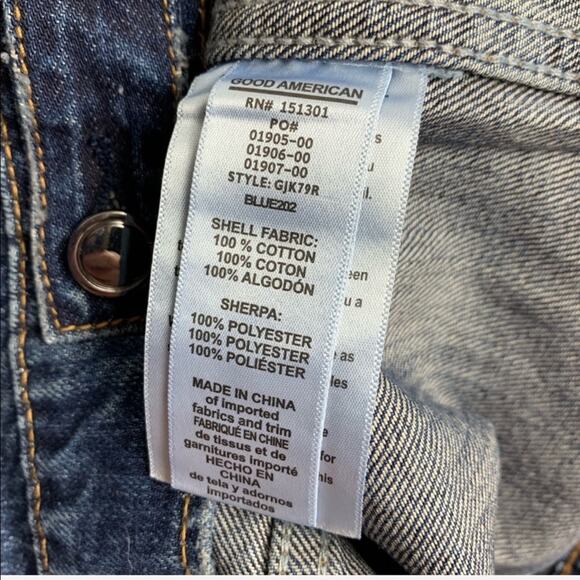 GOOD AMERICAN
RN# 151301
PO#
01905-00
01906-00
01907-00
STYLE: GJK79R
BLUE202
SHELL FABRIC:
100 % COTTON
100 % COTON
100% ALGODÓN
SHERPA:
100% POLYESTER
100% POLYESTER
100% POLIÉSTER
MADE IN CHINA
of imported
fabrics and trim
FABRIQUÉ EN CHINE
de tissus et de
garnitures importé
HECHO EN
CHINA
de tela y adornos
importados